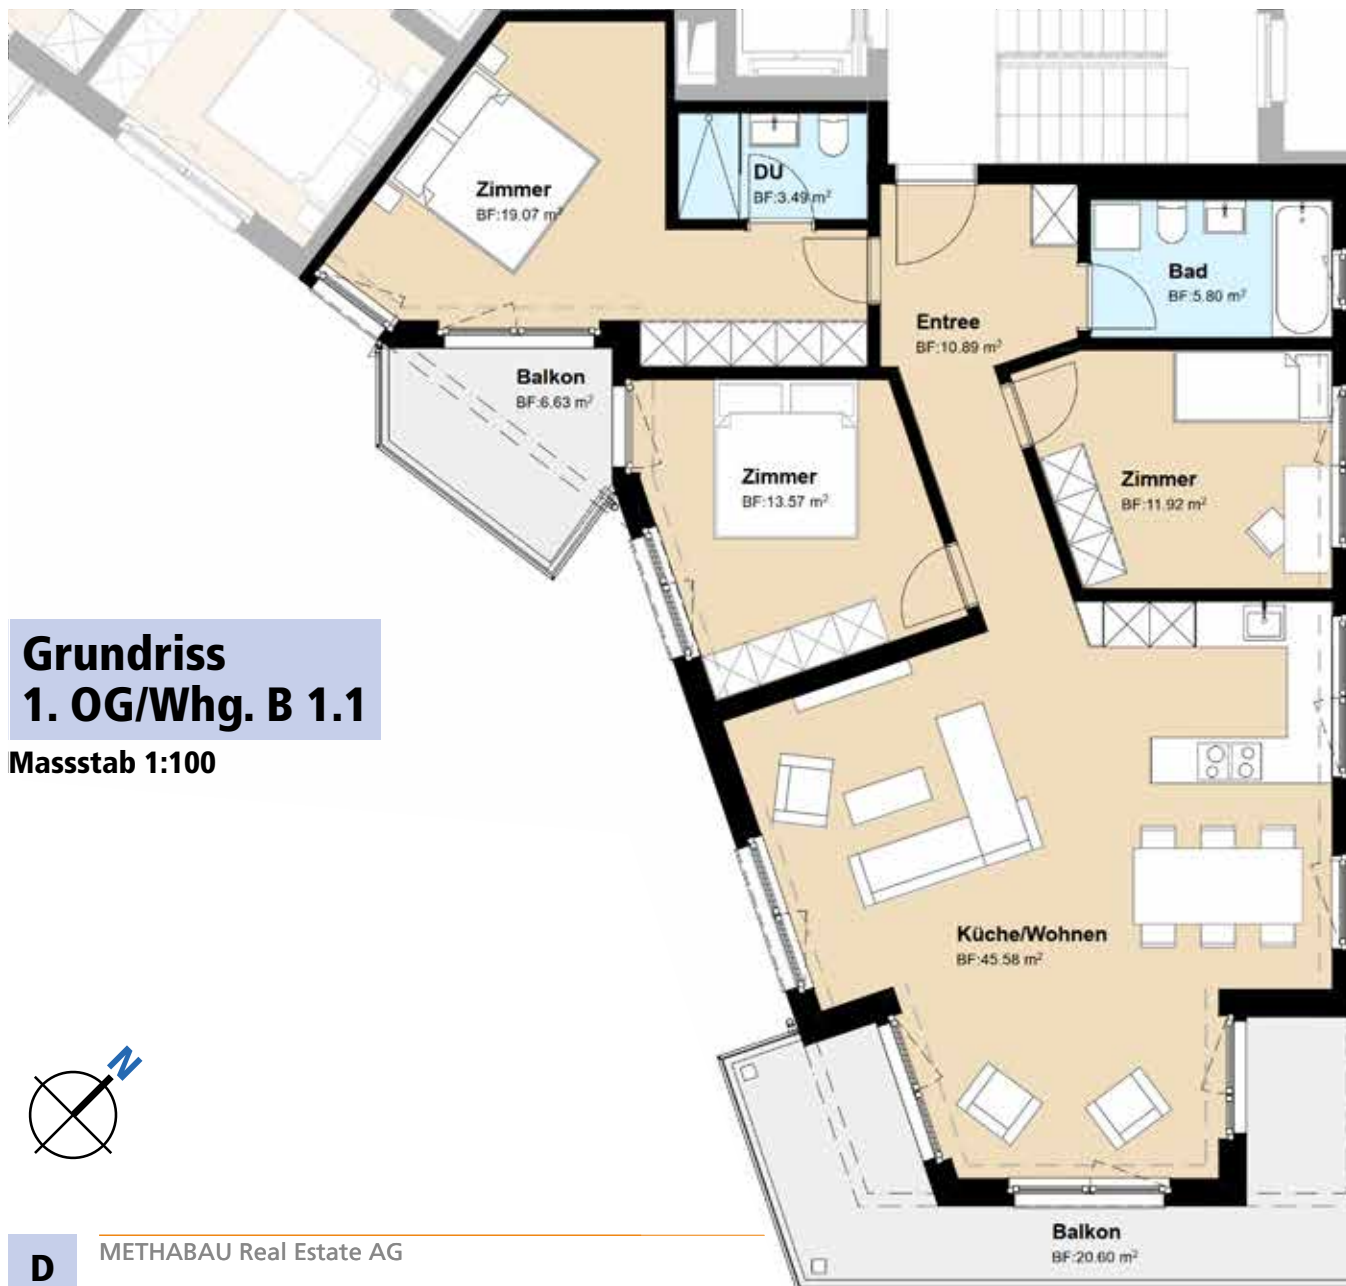 Zimmer
BF:19.07 m²
DU
BF:3.49 m²
Bad
BF:5.80 m²
Entree
BF:10.89 m²
Balkon
BF:6.63 m²
Zimmer
BF:13.57 m²
Zimmer
BF:11.92 m²
Grundriss
1. OG/Whg. B 1.1
Massstab 1:100
Küche/Wohnen
BF:45.58 m²
N
Balkon
BF:20.60 m²
D
METHABAU Real Estate AG